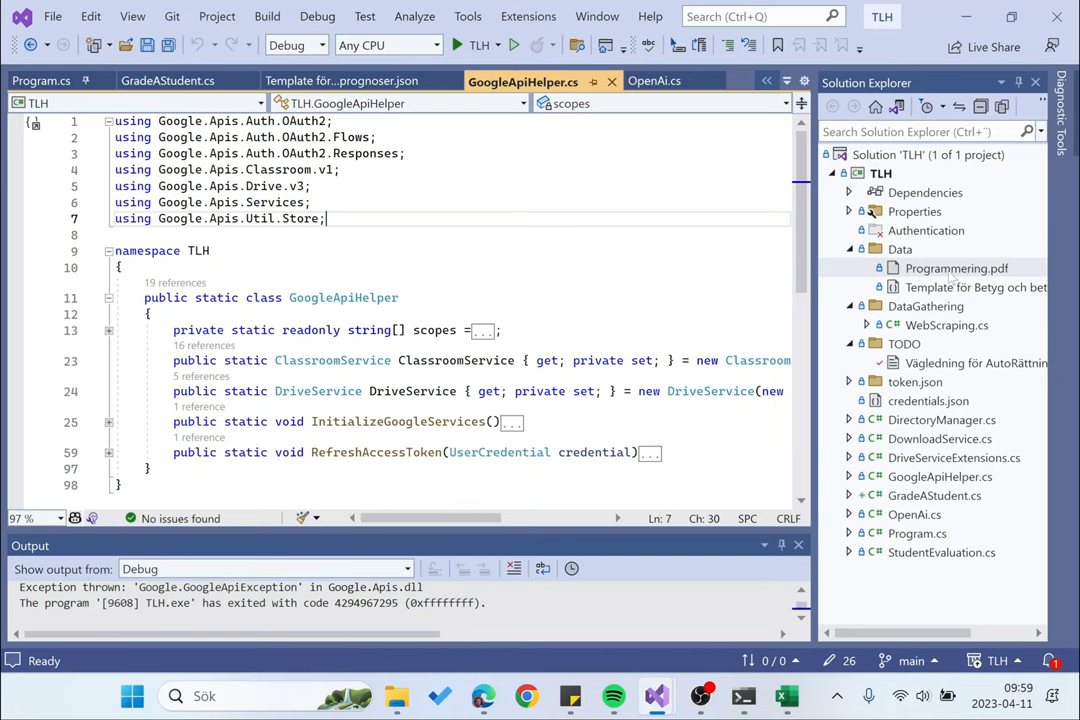 File Edit View Git Project Build Debug Test Analyze Tools Extensions Window Help Search (Ctrl+Q) TLH
Debug Any CPU TLH Live Share
Program.cs GradeAStudent.cs Template för...prognoser.json GoogleApiHelper.cs OpenAi.cs
TLH TLH.GoogleApiHelper scopes
1 using Google.Apis.Auth.OAuth2;
2 using Google.Apis.Auth.OAuth2.Flows;
3 using Google.Apis.Auth.OAuth2.Responses;
4 using Google.Apis.Classroom.v1;
5 using Google.Apis.Drive.v3;
6 using Google.Apis.Services;
7 using Google.Apis.Util.Store;
8
9 namespace TLH
10 {
19 references
11 public static class GoogleApiHelper
12 {
13 private static readonly string[] scopes =...;
16 references
23 public static ClassroomService ClassroomService { get; private set; } = new Classroom
5 references
24 public static DriveService DriveService { get; private set; } = new DriveService(new
1 reference
25 public static void InitializeGoogleServices()...
1 reference
59 public static void RefreshAccessToken(UserCredential credential)...
97 }
98 }
97 % No issues found Ln: 7 Ch: 30 SPC CRLF
Output
Show output from: Debug
Exception thrown: 'Google.GoogleApiException' in Google.Apis.dll
The program '[9608] TLH.exe' has exited with code 4294967295 (0xffffffff).
Solution Explorer
Search Solution Explorer (Ctrl+¨)
Solution 'TLH' (1 of 1 project)
TLH
Dependencies
Properties
Authentication
Data
Programmering.pdf
Template för Betyg och bet
DataGathering
WebScraping.cs
TODO
Vägledning för AutoRättnin
token.json
credentials.json
DirectoryManager.cs
DownloadService.cs
DriveServiceExtensions.cs
GoogleApiHelper.cs
GradeAStudent.cs
OpenAi.cs
Program.cs
StudentEvaluation.cs
Diagnostic Tools
Ready 0 / 0 26 main TLH 1
Sök 09:59
2023-04-11